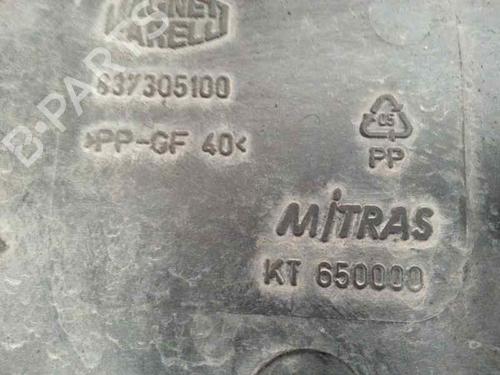 MAGNETI
MARELLI
637305100
>PP-GF 40<
05
PP
MiTRAS
KT 650000
B-PARTS